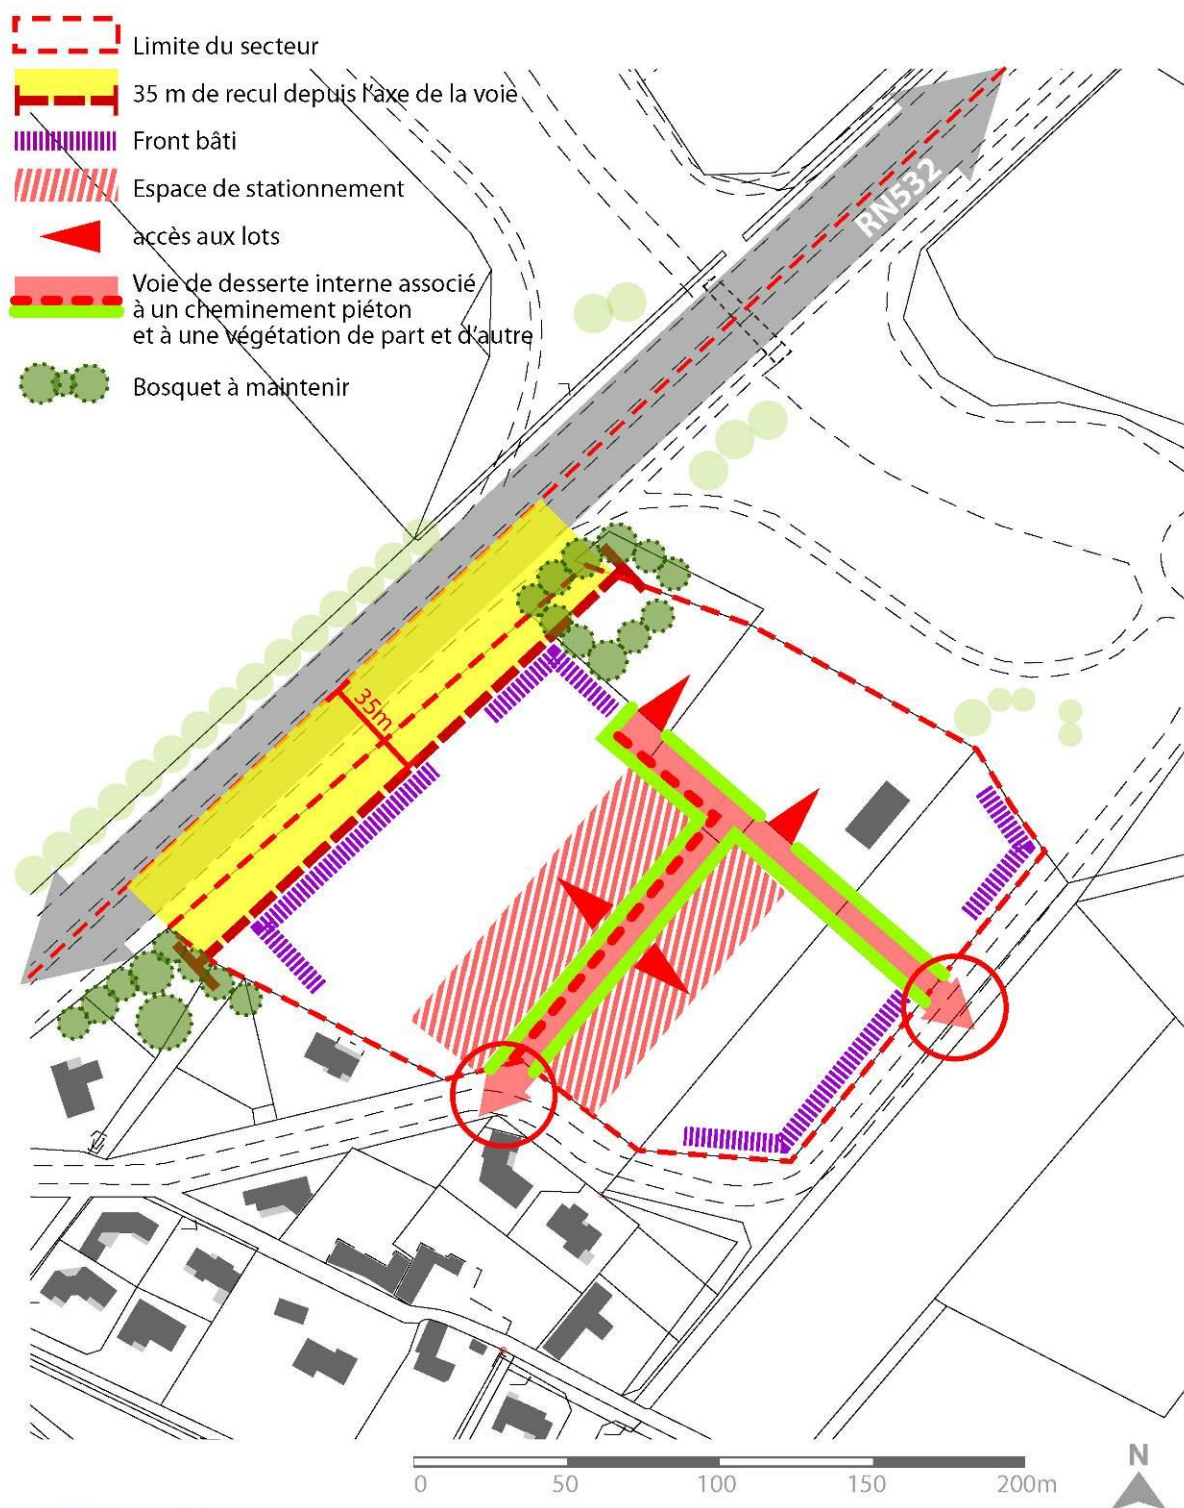 Limite du secteur
35 m de recul depuis l'axe de la voie
Front bâti
Espace de stationnement
accès aux lots
Voie de desserte interne associé
à un cheminement piéton
et à une végétation de part et d'autre
Bosquet à maintenir
RN532
35m
0 50 100 150 200m
N